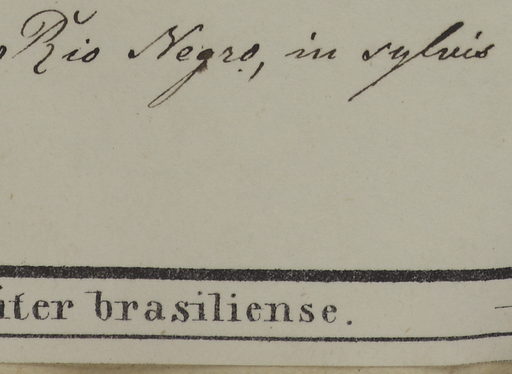 Rio Negro, in sylvis
iter brasiliense.